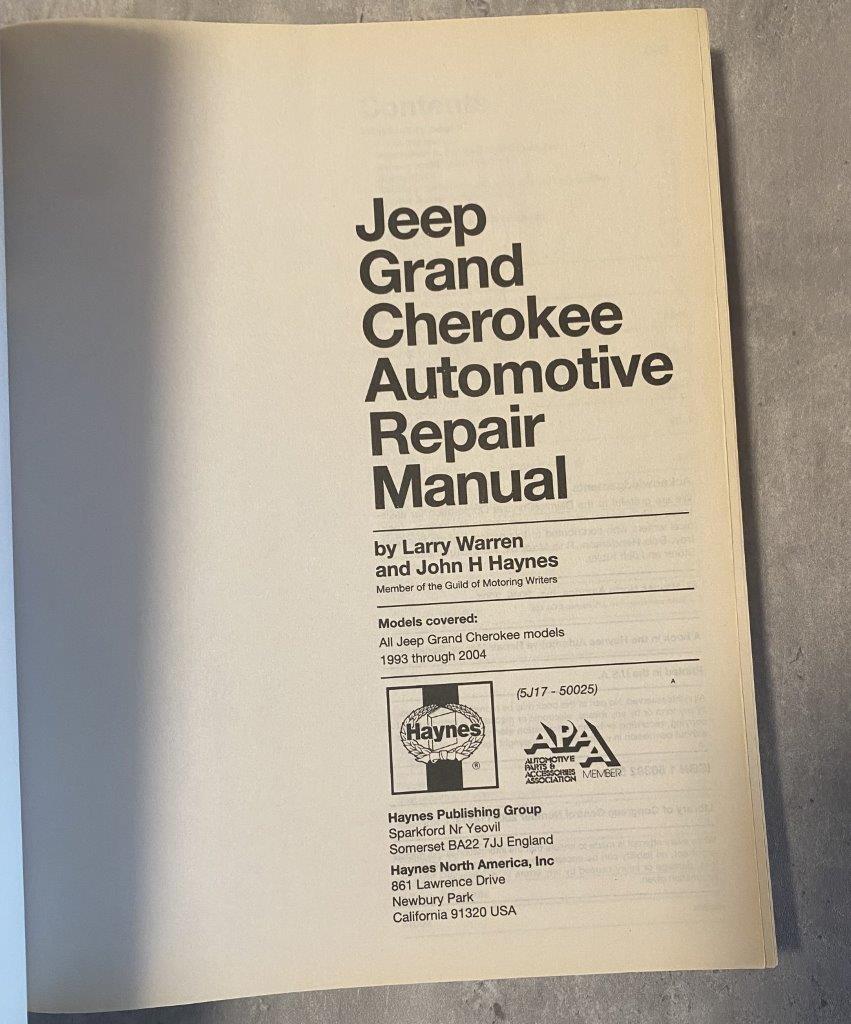 Jeep
Grand
Cherokee
Automotive
Repair
Manual
by Larry Warren
and John H Haynes
Member of the Guild of Motoring Writers
Models covered:
All Jeep Grand Cherokee models
1993 through 2004
(5J17 - 50025)
A
Haynes
®
APAA
AUTOMOTIVE
PARTS &
ACCESSORIES
ASSOCIATION
MEMBER
Haynes Publishing Group
Sparkford Nr Yeovil
Somerset BA22 7JJ England
Haynes North America, Inc
861 Lawrence Drive
Newbury Park
California 91320 USA